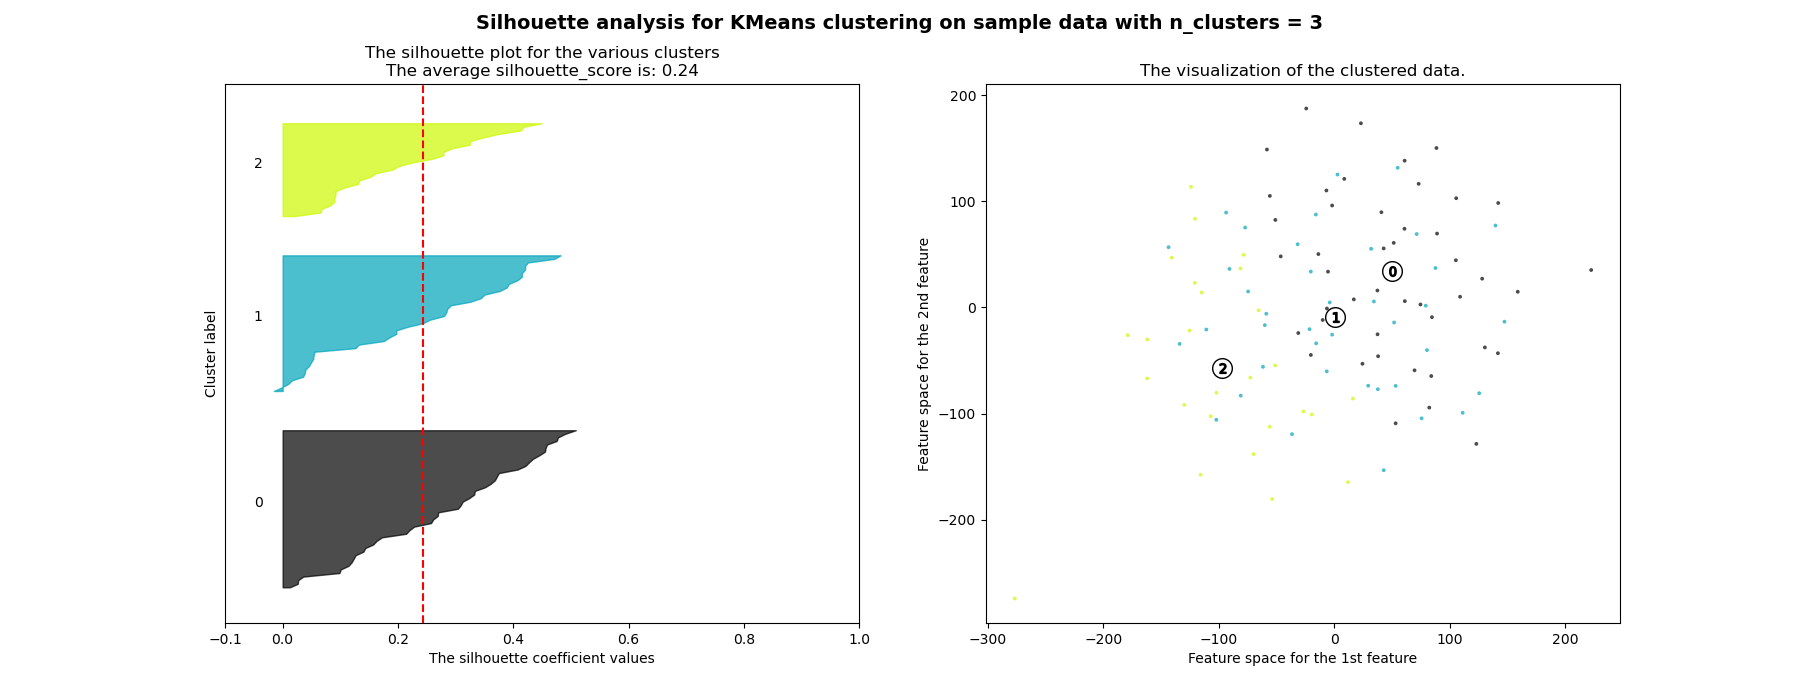 Silhouette analysis for KMeans clustering on sample data with n_clusters = 3
The silhouette plot for the various clusters
The average silhouette_score is: 0.24
2
1
0
Cluster label
−0.1 0.0 0.2 0.4 0.6 0.8 1.0
The silhouette coefficient values
The visualization of the clustered data.
200
100
0
−100
−200
Feature space for the 2nd feature
0
1
2
−300 −200 −100 0 100 200
Feature space for the 1st feature